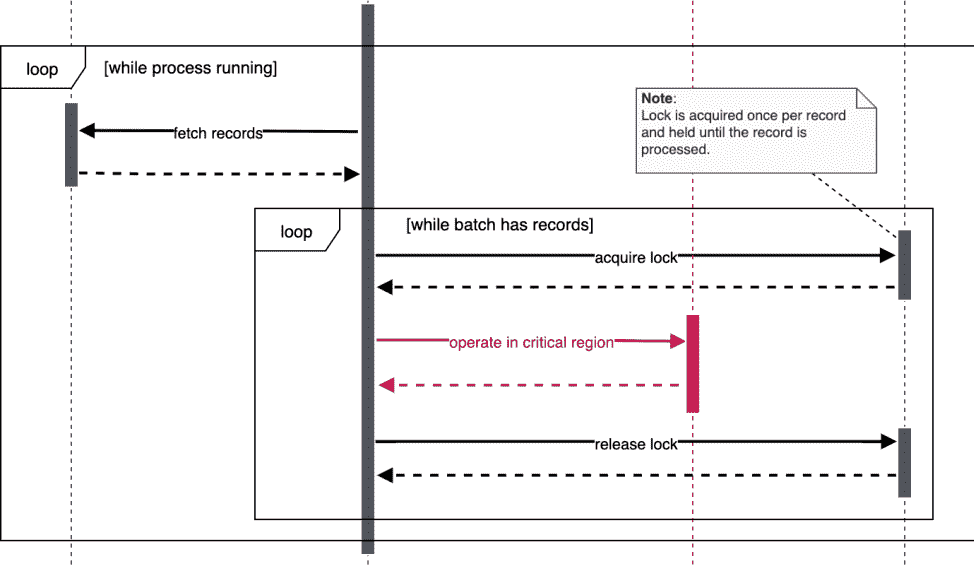 loop
[while process running]
Note:
Lock is acquired once per record
and held until the record is
processed.
fetch records
loop
[while batch has records]
acquire lock
operate in critical region
release lock